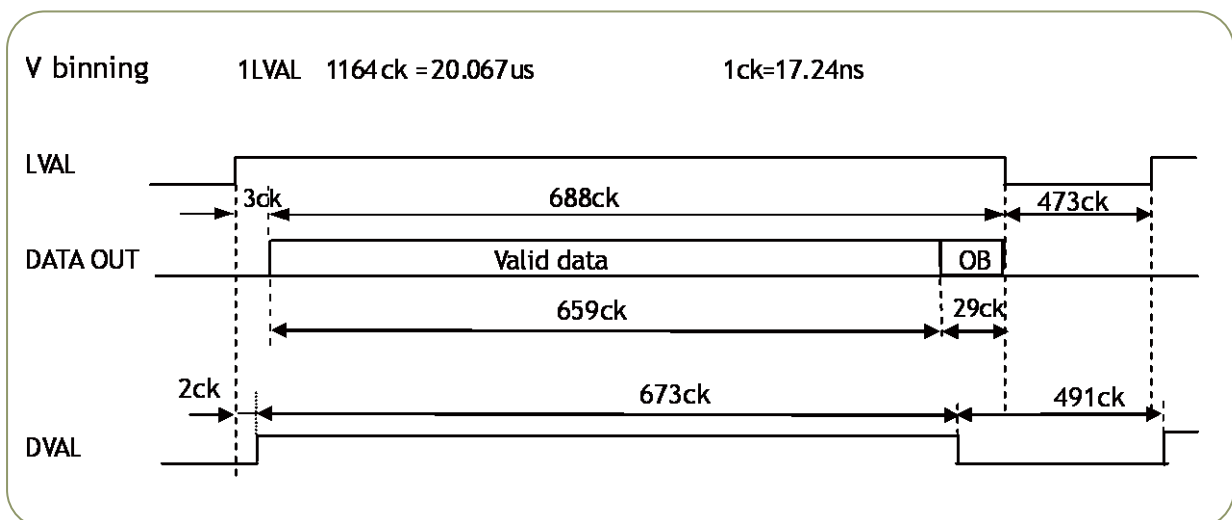 V binning 1LVAL 1164ck =20.067us 1ck=17.24ns
LVAL
3ck 688ck 473ck
DATA OUT Valid data OB
659ck 29ck
2ck 673ck 491ck
DVAL